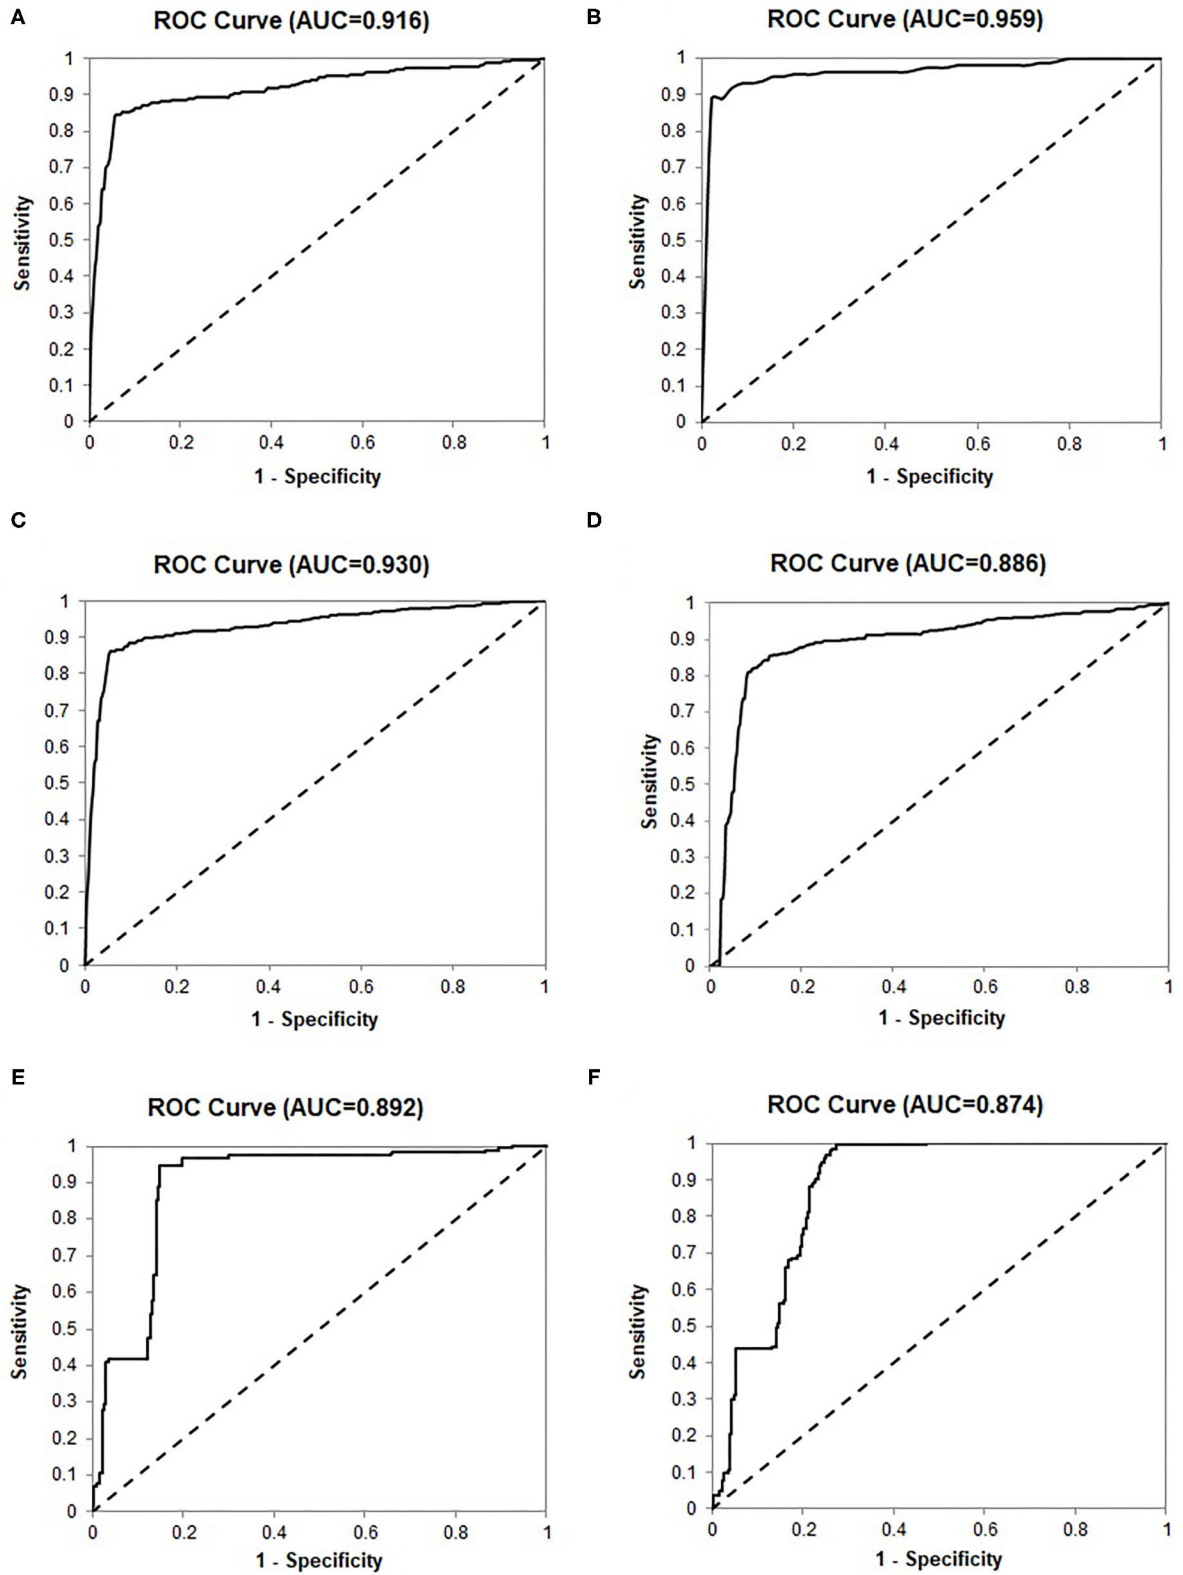 A
ROC Curve (AUC=0.916)
1
0.9
0.8
0.7
0.6
0.5
0.4
0.3
0.2
0.1
0
Sensitivity
0 0.2 0.4 0.6 0.8 1
1 - Specificity
B
ROC Curve (AUC=0.959)
1
0.9
0.8
0.7
0.6
0.5
0.4
0.3
0.2
0.1
0
Sensitivity
0 0.2 0.4 0.6 0.8 1
1 - Specificity
C
ROC Curve (AUC=0.930)
1
0.9
0.8
0.7
0.6
0.5
0.4
0.3
0.2
0.1
0
0 0.2 0.4 0.6 0.8 1
1 - Specificity
D
ROC Curve (AUC=0.886)
1
0.9
0.8
0.7
0.6
0.5
0.4
0.3
0.2
0.1
0
Sensitivity
0 0.2 0.4 0.6 0.8 1
1 - Specificity
E
ROC Curve (AUC=0.892)
1
0.9
0.8
0.7
0.6
0.5
0.4
0.3
0.2
0.1
0
Sensitivity
0 0.2 0.4 0.6 0.8 1
1 - Specificity
F
ROC Curve (AUC=0.874)
1
0.9
0.8
0.7
0.6
0.5
0.4
0.3
0.2
0.1
0
Sensitivity
0 0.2 0.4 0.6 0.8 1
1 - Specificity